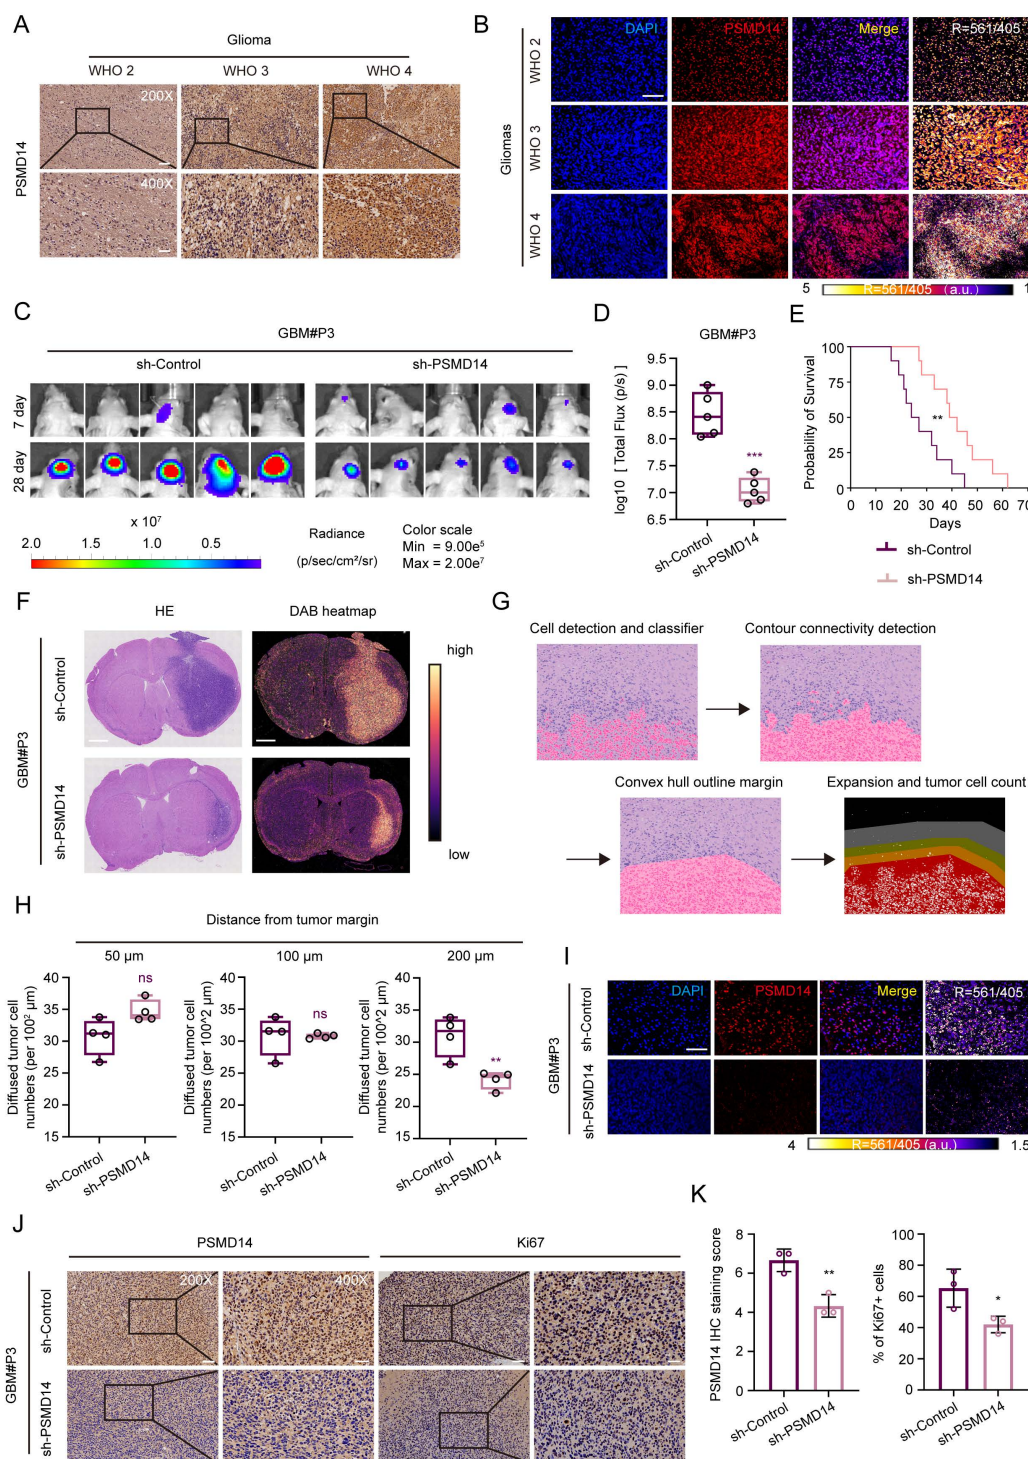 A
Glioma
WHO 2 WHO 3 WHO 4
PSMD14
200X
400X
B
DAPI PSMD14 Merge R=561/405
Gliomas
WHO 2
WHO 3
WHO 4
5 R=561/405 (a.u.) 1
C
GBM#P3
sh-Control sh-PSMD14
7 day
28 day
x 10⁷
2.0 1.5 1.0 0.5
Radiance
(p/sec/cm²/sr)
Color scale
Min = 9.00e⁵
Max = 2.00e⁷
D
GBM#P3
log10 [ Total Flux (p/s) ]
9.5
9.0
8.5
8.0
7.5
7.0
6.5
***
sh-Control
sh-PSMD14
E
Probability of Survival
100
50
0
**
0 10 20 30 40 50 60 70
Days
sh-Control
sh-PSMD14
F
HE DAB heatmap
GBM#P3
sh-Control
sh-PSMD14
high
low
G
Cell detection and classifier
Contour connectivity detection
Convex hull outline margin
Expansion and tumor cell count
H
Distance from tumor margin
50 µm 100 µm 200 µm
Diffused tumor cell
numbers (per 100² µm)
40
35
30
25
20
15
ns
sh-Control
sh-PSMD14
Diffused tumor cell
numbers (per 100^2 µm)
40
35
30
25
20
15
ns
sh-Control
sh-PSMD14
Diffused tumor cell
numbers (per 100^2 µm)
40
35
30
25
20
15
**
sh-Control
sh-PSMD14
I
DAPI PSMD14 Merge R=561/405
GBM#P3
sh-Control
sh-PSMD14
4 R=561/405 (a.u.) 1.5
J
PSMD14 Ki67
GBM#P3
sh-Control
sh-PSMD14
200X 400X
K
PSMD14 IHC staining score
8
6
4
2
0
**
sh-Control
sh-PSMD14
% of Ki67+ cells
100
80
60
40
20
0
*
sh-Control
sh-PSMD14